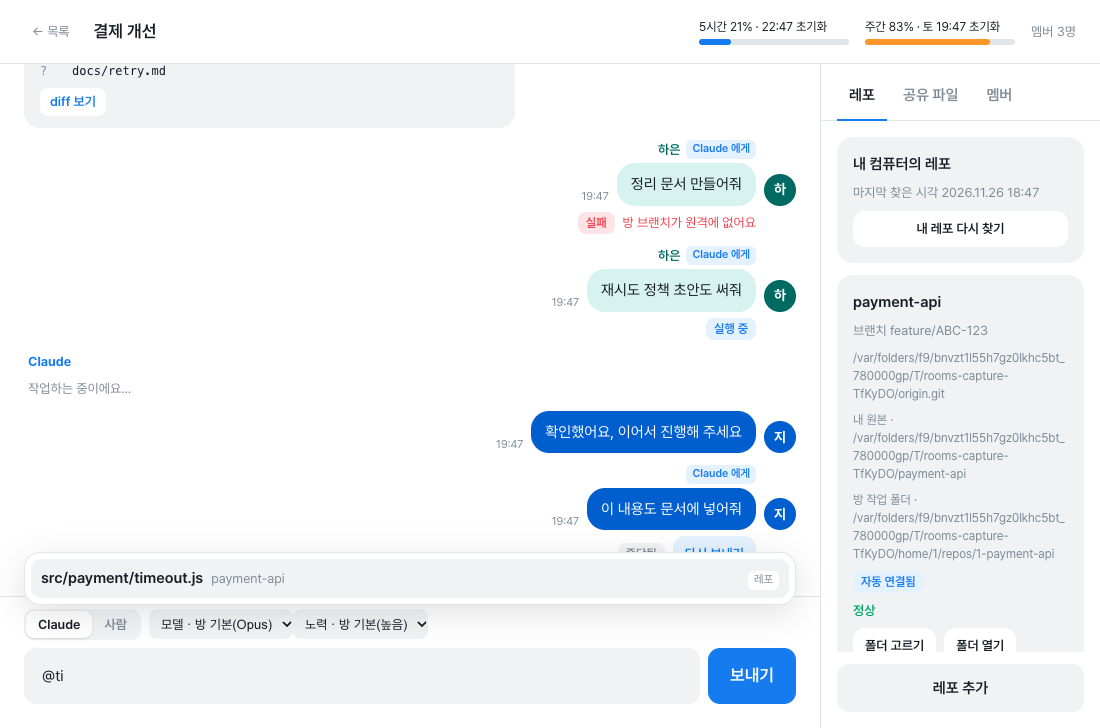 ← 목록
결제 개선
5시간 21% · 22:47 초기화
주간 83% · 토 19:47 초기화
멤버 3명
? docs/retry.md
diff 보기
하은 Claude 에게
19:47 정리 문서 만들어줘 하
실패 방 브랜치가 원격에 없어요
하은 Claude 에게
19:47 재시도 정책 초안도 써줘 하
실행 중
Claude
작업하는 중이에요...
19:47 확인했어요, 이어서 진행해 주세요 지
Claude 에게
19:47 이 내용도 문서에 넣어줘 지
src/payment/timeout.js payment-api 레포
Claude 사람 모델 · 방 기본(Opus) 노력 · 방 기본(높음)
@ti
보내기
레포 공유 파일 멤버
내 컴퓨터의 레포
마지막 찾은 시각 2026.11.26 18:47
내 레포 다시 찾기
payment-api
브랜치 feature/ABC-123
/var/folders/f9/bnvzt1l55h7gz0lkhc5bt_
780000gp/T/rooms-capture-
TfKyDO/origin.git
내 원본 ·
/var/folders/f9/bnvzt1l55h7gz0lkhc5bt_
780000gp/T/rooms-capture-
TfKyDO/payment-api
방 작업 폴더 ·
/var/folders/f9/bnvzt1l55h7gz0lkhc5bt_
780000gp/T/rooms-capture-
TfKyDO/home/1/repos/1-payment-api
자동 연결됨
정상
폴더 고르기 폴더 열기
레포 추가